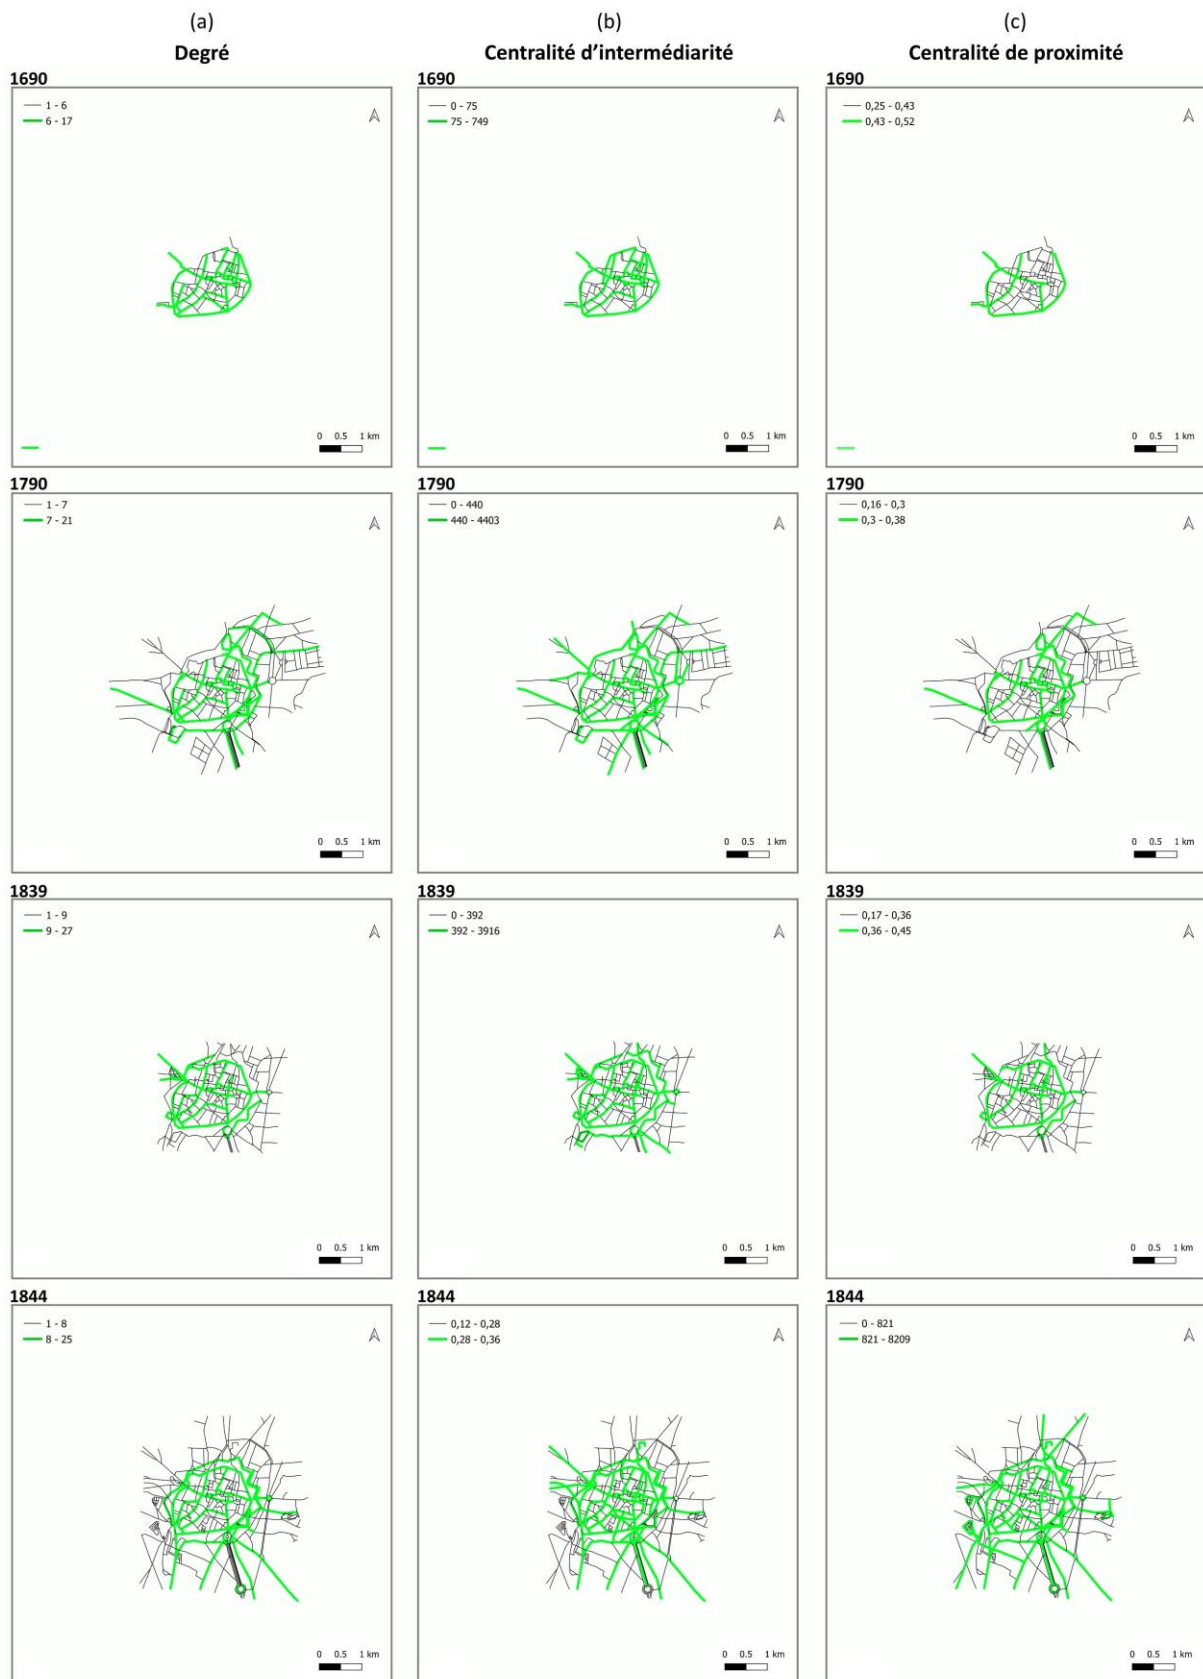 (a) (b) (c)
Degré Centralité d'intermédiarité Centralité de proximité
1690 1690 1690
1 - 6 0 - 75 0,25 - 0,43
6 - 17 75 - 749 0,43 - 0,52
0 0.5 1 km 0 0.5 1 km 0 0.5 1 km
1790 1790 1790
1 - 7 0 - 440 0,16 - 0,3
7 - 21 440 - 4403 0,3 - 0,38
0 0.5 1 km 0 0.5 1 km 0 0.5 1 km
1839 1839 1839
1 - 9 0 - 392 0,17 - 0,36
9 - 27 392 - 3916 0,36 - 0,45
0 0.5 1 km 0 0.5 1 km 0 0.5 1 km
1844 1844 1844
1 - 8 0,12 - 0,28 0 - 821
8 - 25 0,28 - 0,36 821 - 8209
0 0.5 1 km 0 0.5 1 km 0 0.5 1 km